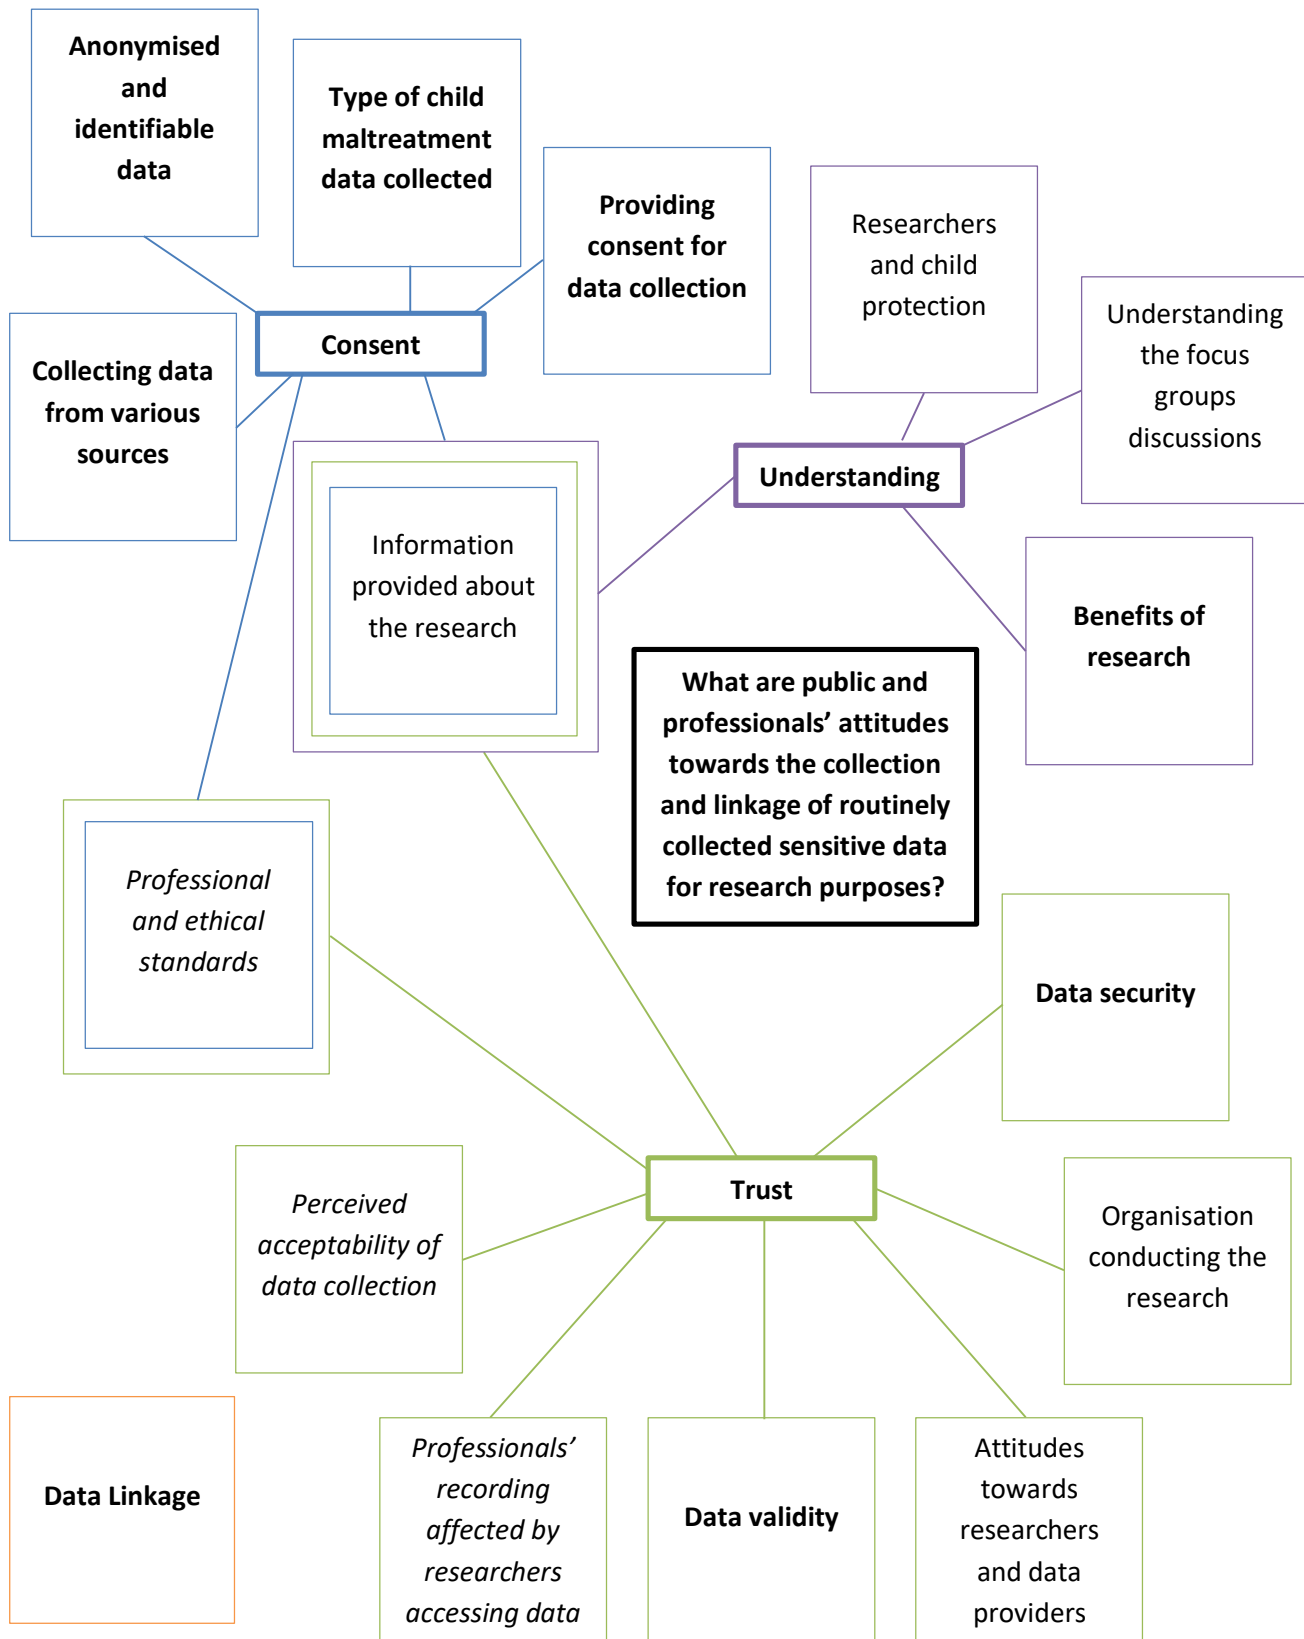 Anonymised
and
identifiable
data
Type of child
maltreatment
data collected
Providing
consent for
data collection
Researchers
and child
protection
Understanding
the focus
groups
discussions
Consent
Collecting data
from various
sources
Understanding
Information
provided about
the research
Benefits of
research
What are public and
professionals’ attitudes
towards the collection
and linkage of routinely
collected sensitive data
for research purposes?
Professional
and ethical
standards
Data security
Trust
Perceived
acceptability of
data collection
Organisation
conducting the
research
Data Linkage
Professionals’
recording
affected by
researchers
accessing data
Data validity
Attitudes
towards
researchers
and data
providers